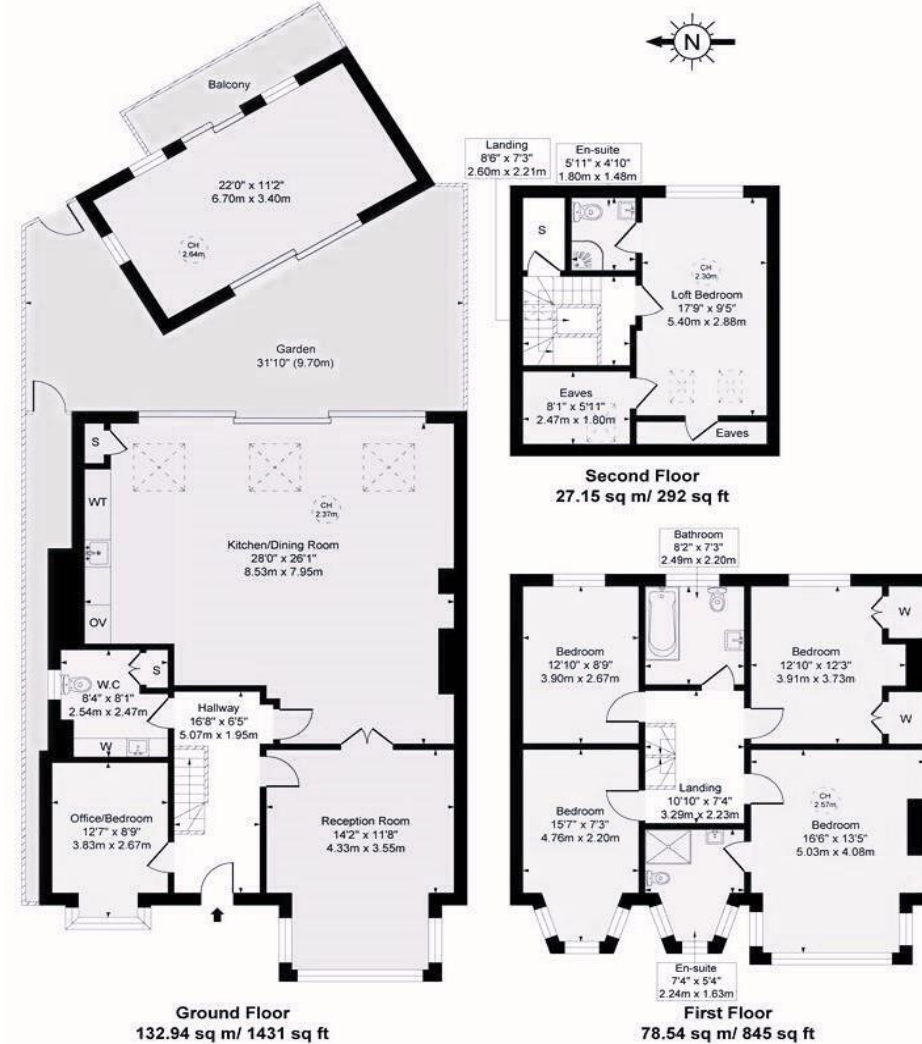 N
Balcony
22'0" x 11'2"
6.70m x 3.40m
CH
2.64m
Garden
31'10" (9.70m)
S
WT
OV
CH
2.37m
Kitchen/Dining Room
28'0" x 26'1"
8.53m x 7.95m
S
W.C
8'4" x 8'1"
2.54m x 2.47m
W
Hallway
16'8" x 6'5"
5.07m x 1.95m
Office/Bedroom
12'7" x 8'9"
3.83m x 2.67m
Reception Room
14'2" x 11'8"
4.33m x 3.55m
Ground Floor
132.94 sq m/ 1431 sq ft
Landing
8'6" x 7'3"
2.60m x 2.21m
En-suite
5'11" x 4'10"
1.80m x 1.48m
S
CH
2.30m
Loft Bedroom
17'9" x 9'5"
5.40m x 2.88m
Eaves
8'1" x 5'11"
2.47m x 1.80m
Eaves
Second Floor
27.15 sq m/ 292 sq ft
Bathroom
8'2" x 7'3"
2.49m x 2.20m
Bedroom
12'10" x 8'9"
3.90m x 2.67m
Bedroom
12'10" x 12'3"
3.91m x 3.73m
W
W
Landing
10'10" x 7'4"
3.29m x 2.23m
Bedroom
15'7" x 7'3"
4.76m x 2.20m
CH
2.57m
Bedroom
16'6" x 13'5"
5.03m x 4.08m
En-suite
7'4" x 5'4"
2.24m x 1.63m
First Floor
78.54 sq m/ 845 sq ft